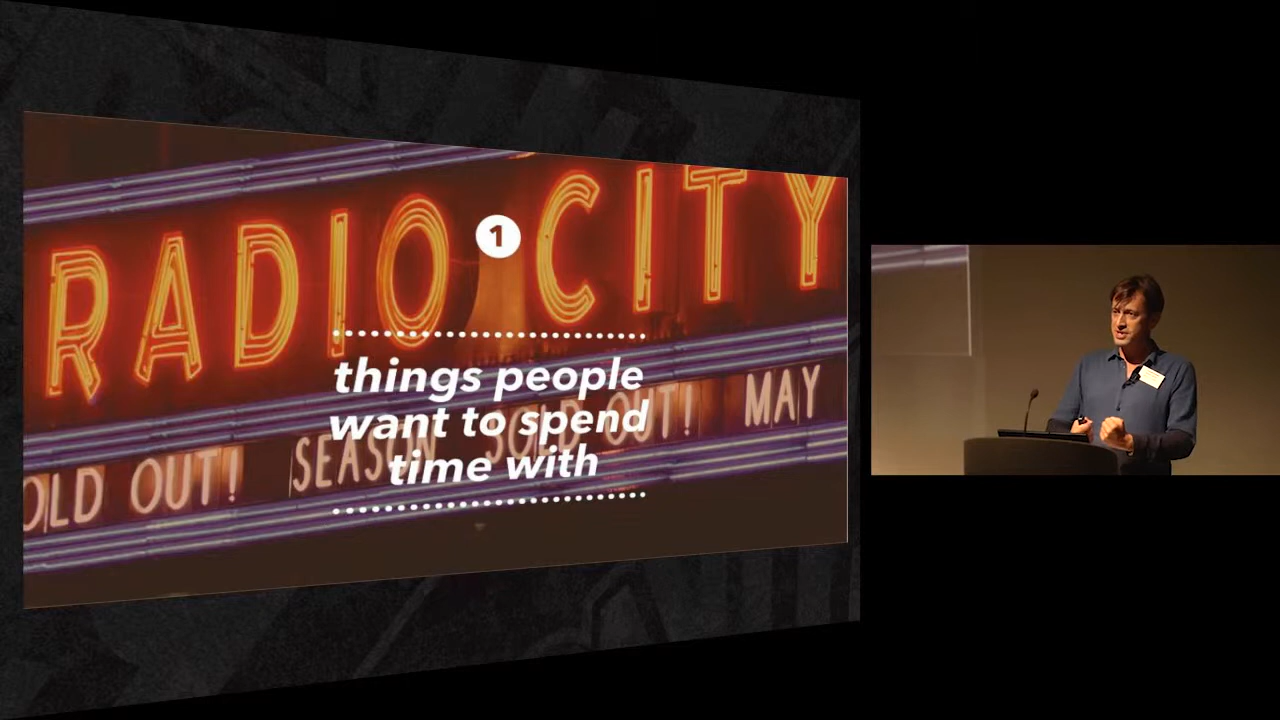 RADIO CITY
1
things people
want to spend
time with
OLD OUT! SEASON SOLD OUT! MAY